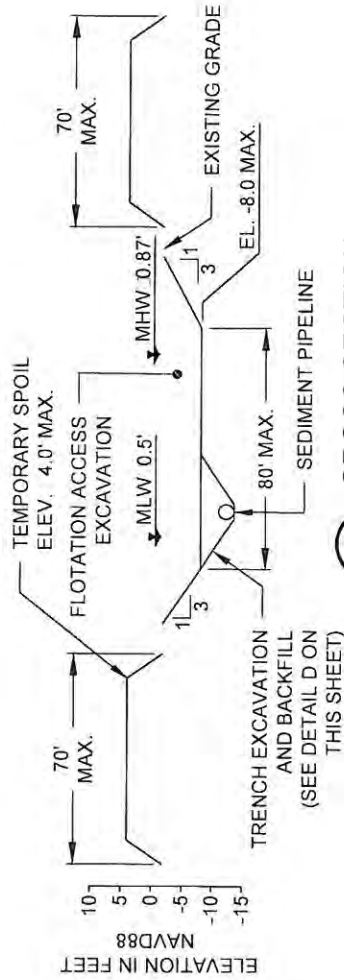 TEMPORARY SPOIL
ELEV. 4.0' MAX.
70'
MAX.
70'
MAX.
FLOTATION ACCESS
EXCAVATION
MLW 0.5'
MHW 0.87'
EXISTING GRADE
1
3
1
3
EL. -8.0 MAX.
80' MAX.
SEDIMENT PIPELINE
TRENCH EXCAVATION
AND BACKFILL
(SEE DETAIL D ON
THIS SHEET)
ELEVATION IN FEET
NAVD88
10
5
0
-5
-10
-15